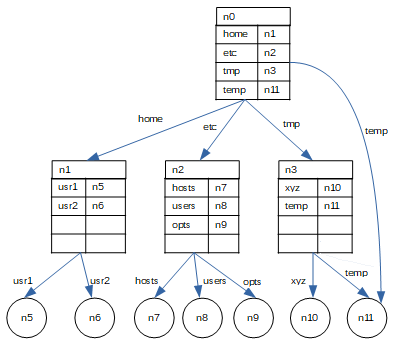 n0
home n1
etc n2
tmp n3
temp n11
home
etc
tmp
temp
n1
usr1 n5
usr2 n6
n2
hosts n7
users n8
opts n9
n3
xyz n10
temp n11
usr1
usr2
hosts
users
opts
xyz
temp
n5
n6
n7
n8
n9
n10
n11